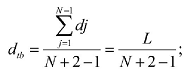 d_{tb} = \frac{\sum_{j=1}^{N-1} dj}{N+2-1} = \frac{L}{N+2-1};